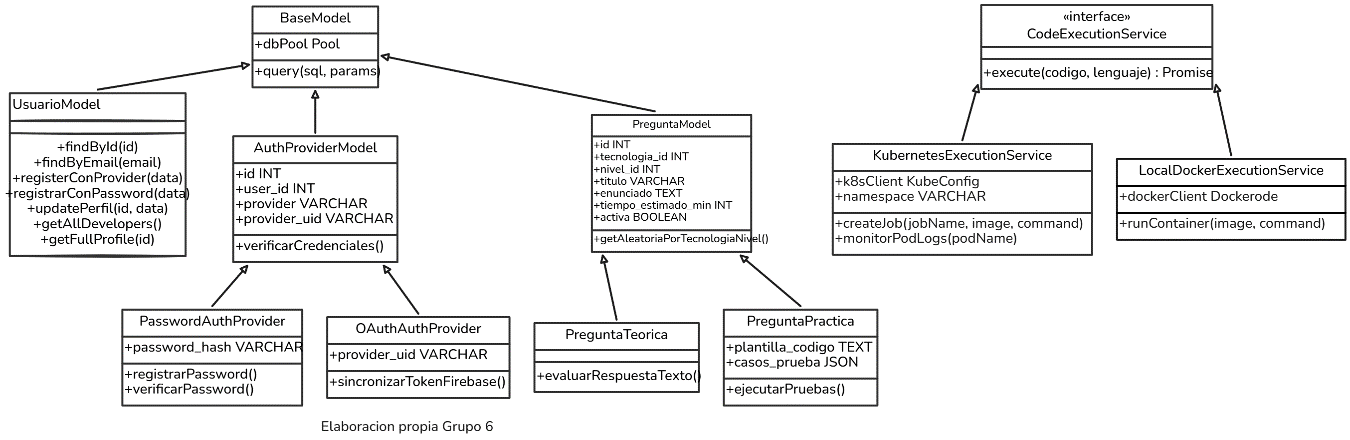 BaseModel
+dbPool Pool
+query(sql, params)
«interface»
CodeExecutionService
+execute(codigo, lenguaje) : Promise
UsuarioModel
+findById(id)
+findByEmail(email)
+registerConProvider(data)
+registrarConPassword(data)
+updatePerfil(id, data)
+getAllDevelopers()
+getFullProfile(id)
AuthProviderModel
+id INT
+user_id INT
+provider VARCHAR
+provider_uid VARCHAR
+verificarCredenciales()
PreguntaModel
+id INT
+tecnologia_id INT
+nivel_id INT
+titulo VARCHAR
+enunciado TEXT
+tiempo_estimado_min INT
+activa BOOLEAN
+getAleatoriaPorTecnologiaNivel()
KubernetesExecutionService
+k8sClient KubeConfig
+namespace VARCHAR
+createJob(jobName, image, command)
+monitorPodLogs(podName)
LocalDockerExecutionService
+dockerClient Dockerode
+runContainer(image, command)
PasswordAuthProvider
+password_hash VARCHAR
+registrarPassword()
+verificarPassword()
OAuthAuthProvider
+provider_uid VARCHAR
+sincronizarTokenFirebase()
PreguntaTeorica
+evaluarRespuestaTexto()
PreguntaPractica
+plantilla_codigo TEXT
+casos_prueba JSON
+ejecutarPruebas()
Elaboracion propia Grupo 6